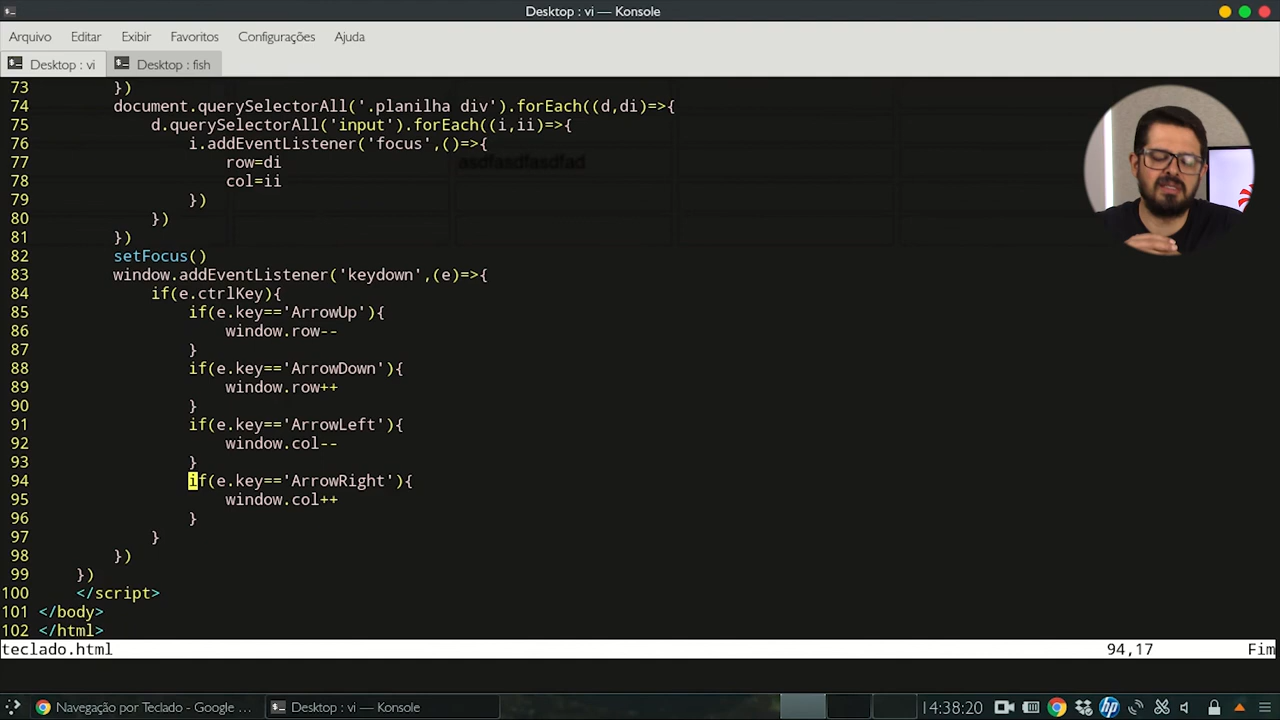 Desktop : vi — Konsole
Arquivo Editar Exibir Favoritos Configurações Ajuda
Desktop : vi Desktop : fish
73 })
74 document.querySelectorAll('.planilha div').forEach((d,di)=>{
75 d.querySelectorAll('input').forEach((i,ii)=>{
76 i.addEventListener('focus',()=>{
77 row=di
asdfasdfasdfad
78 col=ii
79 })
80 })
81 })
82 setFocus()
83 window.addEventListener('keydown',(e)=>{
84 if(e.ctrlKey){
85 if(e.key=='ArrowUp'){
86 window.row--
87 }
88 if(e.key=='ArrowDown'){
89 window.row++
90 }
91 if(e.key=='ArrowLeft'){
92 window.col--
93 }
94 if(e.key=='ArrowRight'){
95 window.col++
96 }
97 }
98 })
99 })
100 </script>
101 </body>
102 </html>
teclado.html 94,17 Fim
Navegação por Teclado - Google ... Desktop : vi — Konsole 14:38:20 hp